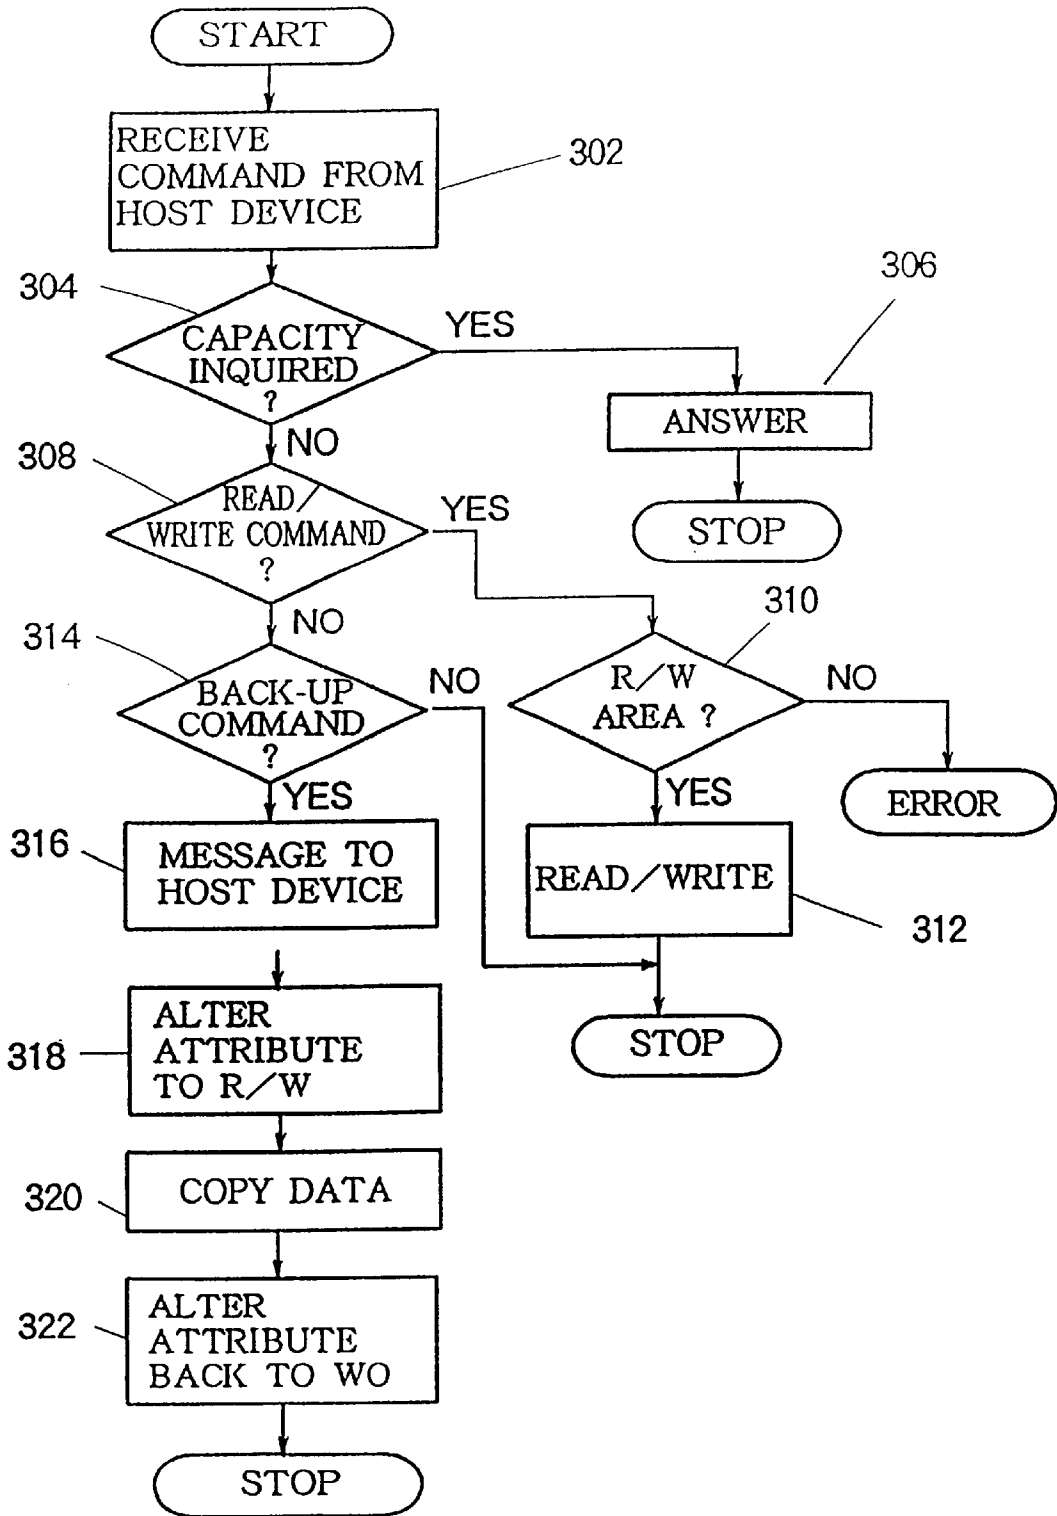 START
RECEIVE
COMMAND FROM
HOST DEVICE
302
304
CAPACITY
INQUIRED
?
YES
306
ANSWER
STOP
NO
308
READ/
WRITE COMMAND
?
YES
NO
310
R/W
AREA ?
NO
ERROR
YES
READ/WRITE
312
STOP
314
BACK-UP
COMMAND
?
NO
YES
316
MESSAGE TO
HOST DEVICE
318
ALTER
ATTRIBUTE
TO R/W
320
COPY DATA
322
ALTER
ATTRIBUTE
BACK TO WO
STOP